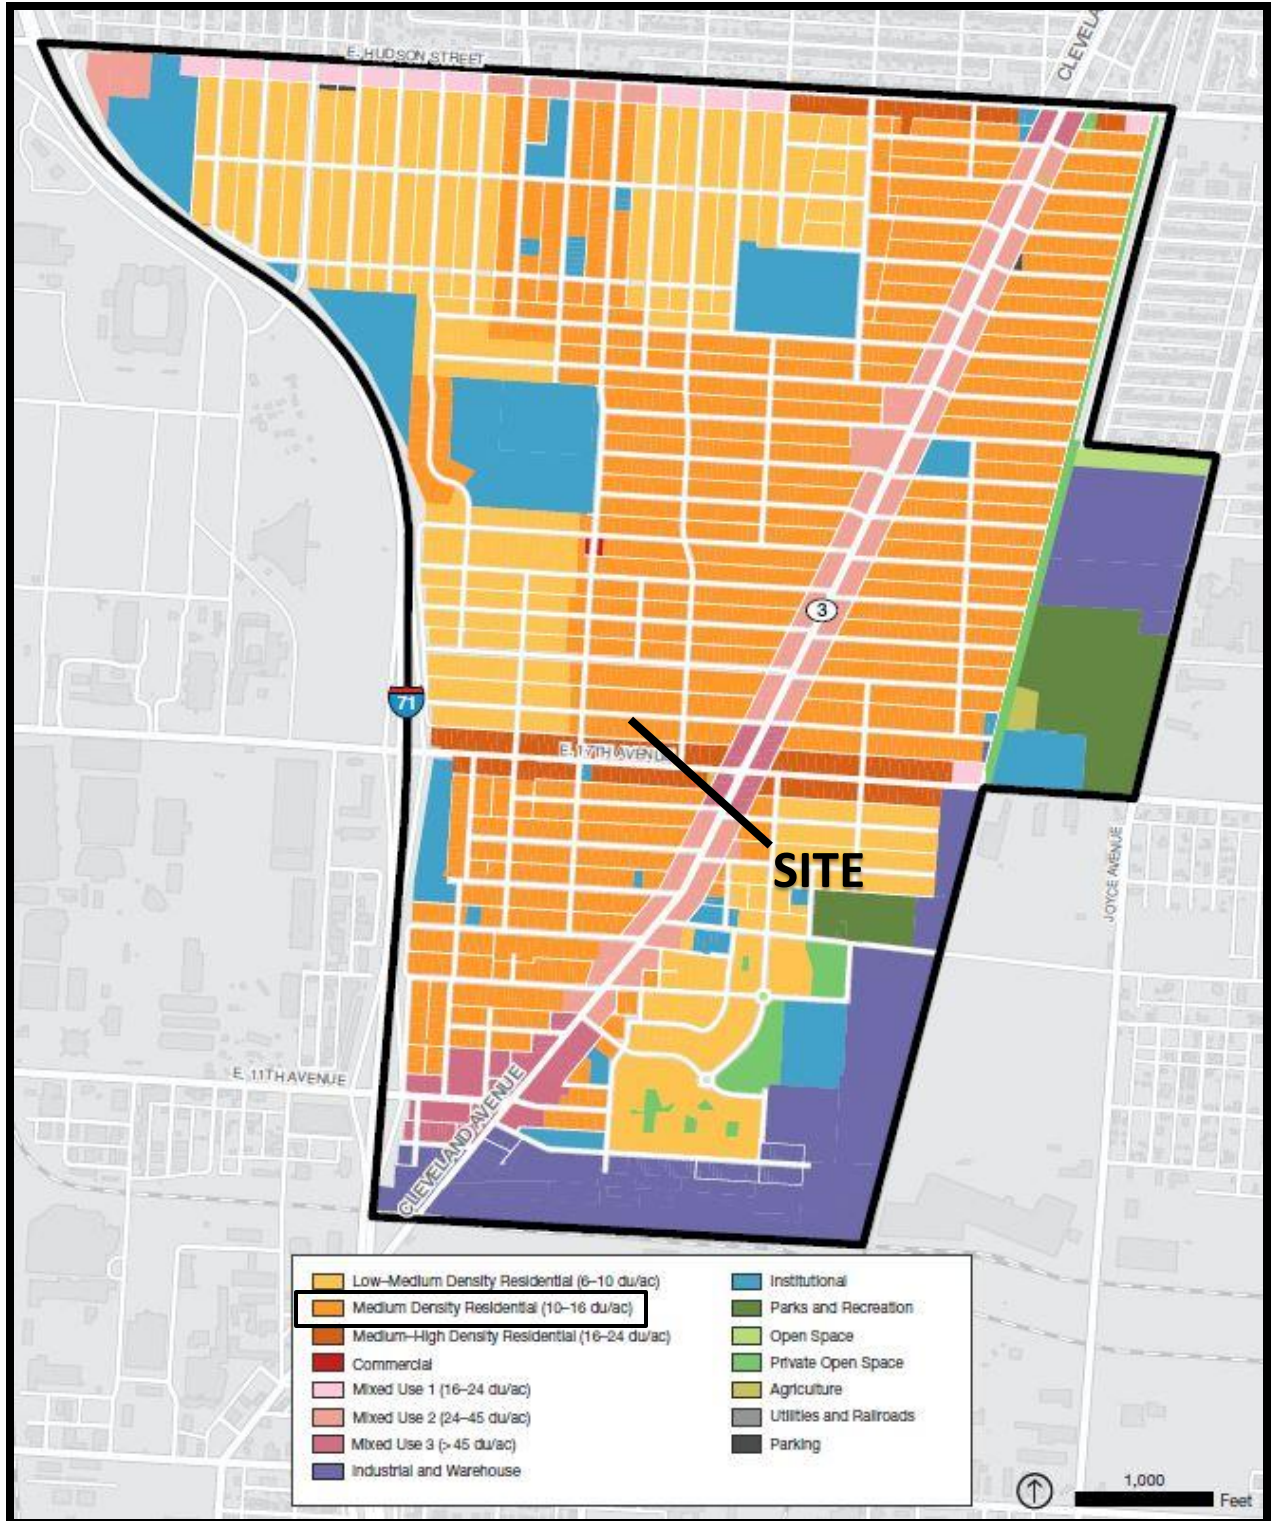 E. HUDSON STREET
CLEVELA
3
71
E. 17TH AVENUE
SITE
JOYCE AVENUE
E. 11TH AVENUE
CLEVELAND AVENUE
Low–Medium Density Residential (6–10 du/ac)
Medium Density Residential (10–16 du/ac)
Medium–High Density Residential (16–24 du/ac)
Commercial
Mixed Use 1 (16–24 du/ac)
Mixed Use 2 (24–45 du/ac)
Mixed Use 3 (> 45 du/ac)
Industrial and Warehouse
Institutional
Parks and Recreation
Open Space
Private Open Space
Agriculture
Utilities and Railroads
Parking
1,000
Feet